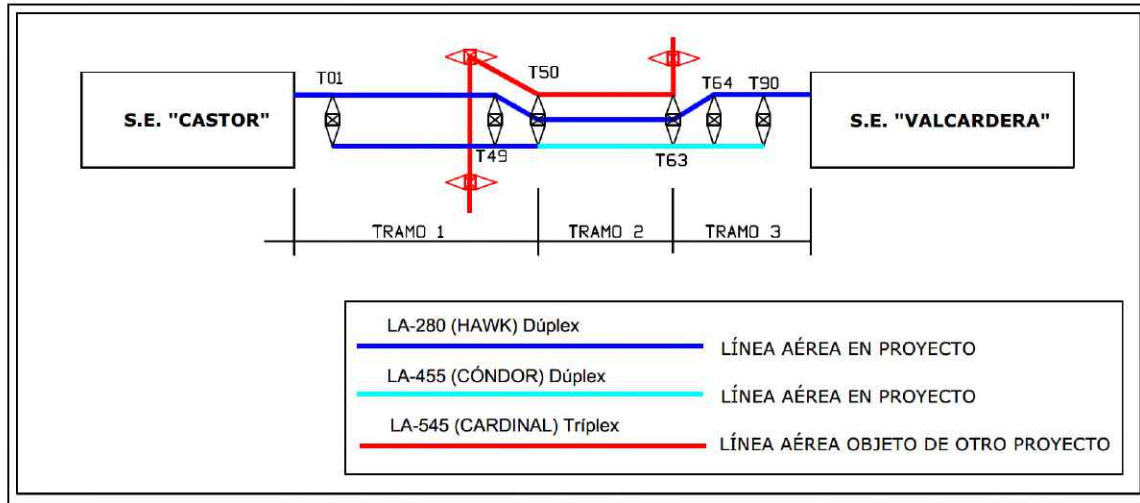 T01
T50
T64
T90
S.E. "CASTOR"
S.E. "VALCARDERA"
T49
T63
TRAMO 1
TRAMO 2
TRAMO 3
LA-280 (HAWK) Dúplex
LÍNEA AÉREA EN PROYECTO
LA-455 (CÓNDOR) Dúplex
LÍNEA AÉREA EN PROYECTO
LA-545 (CARDINAL) Tríplex
LÍNEA AÉREA OBJETO DE OTRO PROYECTO